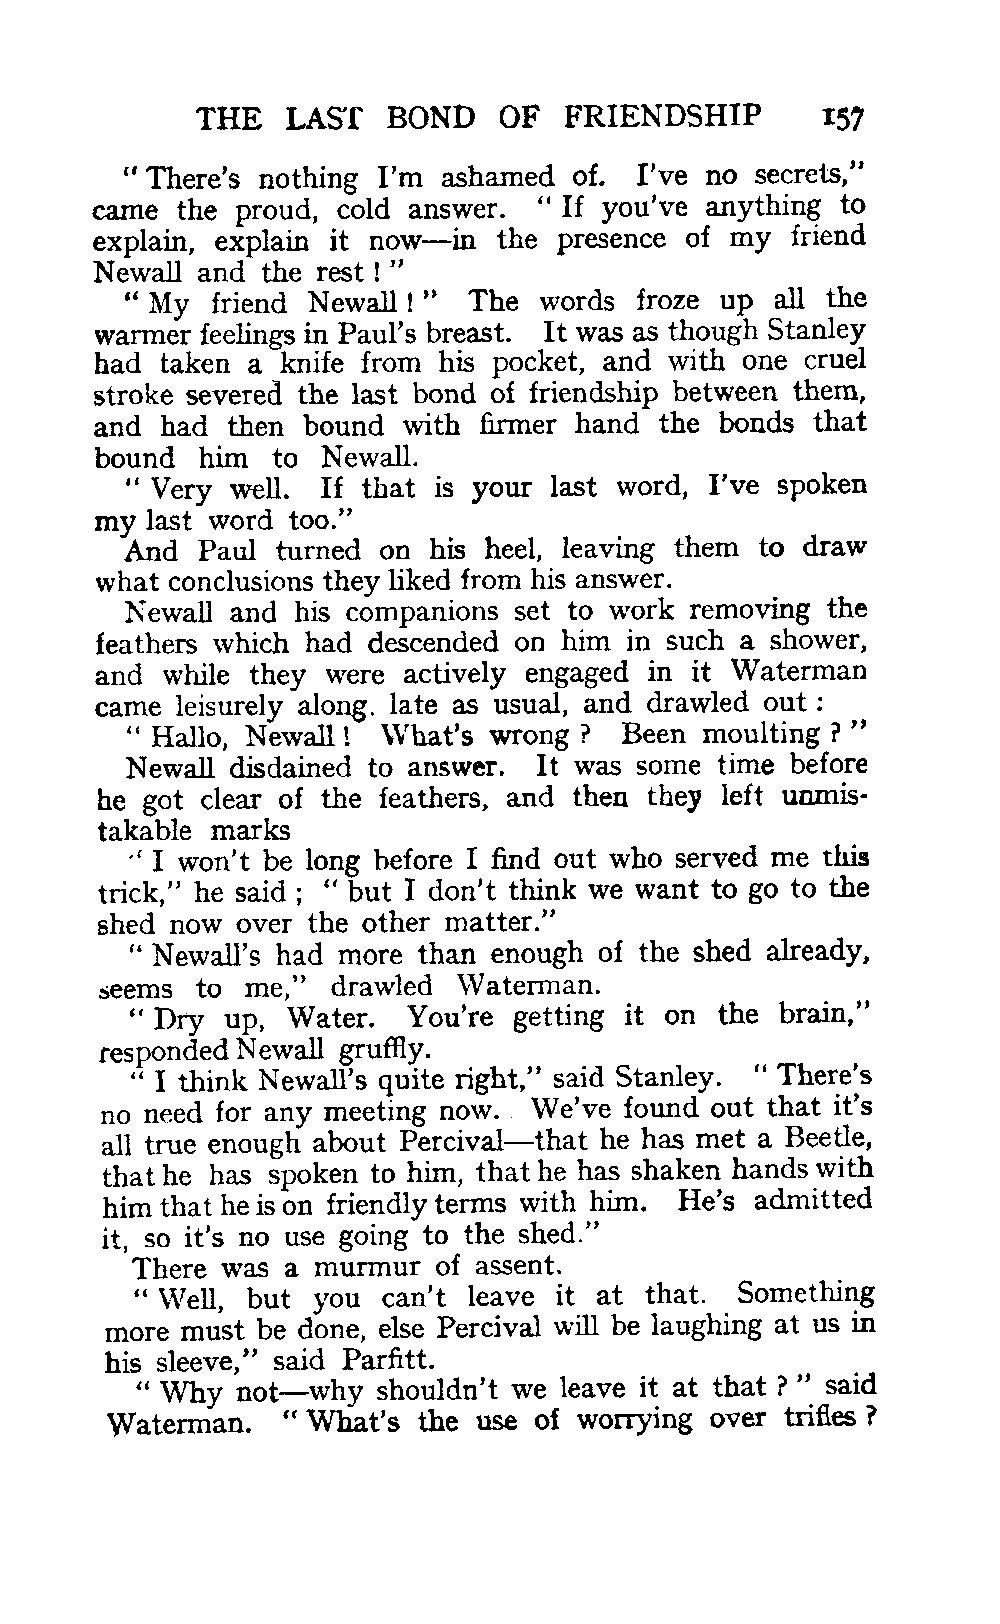 THE LAST BOND OF FRIENDSHIP 157
“ There's nothing I'm ashamed of. I've no secrets,”
came the proud, cold answer. “ If you've anything to
explain, explain it now—in the presence of my friend
Newall and the rest ! ”
“ My friend Newall ! ” The words froze up all the
warmer feelings in Paul's breast. It was as though Stanley
had taken a knife from his pocket, and with one cruel
stroke severed the last bond of friendship between them,
and had then bound with firmer hand the bonds that
bound him to Newall.
“ Very well. If that is your last word, I've spoken
my last word too.”
And Paul turned on his heel, leaving them to draw
what conclusions they liked from his answer.
Newall and his companions set to work removing the
feathers which had descended on him in such a shower,
and while they were actively engaged in it Waterman
came leisurely along. late as usual, and drawled out :
“ Hallo, Newall ! What's wrong ? Been moulting ? ”
Newall disdained to answer. It was some time before
he got clear of the feathers, and then they left unmis-
takable marks
“ I won't be long before I find out who served me this
trick,” he said ; “ but I don't think we want to go to the
shed now over the other matter.”
“ Newall's had more than enough of the shed already,
seems to me,” drawled Waterman.
“ Dry up, Water. You're getting it on the brain,”
responded Newall gruffly.
“ I think Newall's quite right,” said Stanley. “ There's
no need for any meeting now. We've found out that it's
all true enough about Percival—that he has met a Beetle,
that he has spoken to him, that he has shaken hands with
him that he is on friendly terms with him. He's admitted
it, so it's no use going to the shed.”
There was a murmur of assent.
“ Well, but you can't leave it at that. Something
more must be done, else Percival will be laughing at us in
his sleeve,” said Parfitt.
“ Why not—why shouldn't we leave it at that ? ” said
Waterman. “ What's the use of worrying over trifles ?